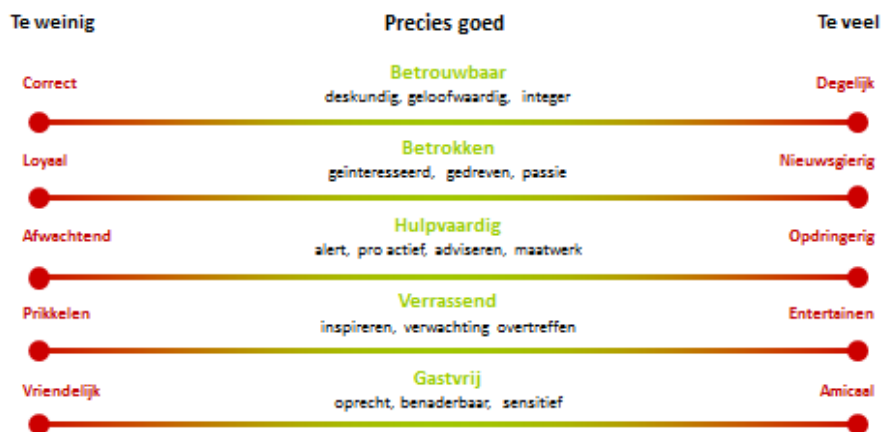 Te weinig Precies goed Te veel
Correct Betrouwbaar Degelijk
deskundig, geloofwaardig, integer
Loyaal Betrokken Nieuwsgierig
geinteresseerd, gedreven, passie
Afwachtend Hulpvaardig Opdringerig
alert, pro actief, adviseren, maatwerk
Prikkelen Verrassend Entertainen
inspireren, verwachting overtreffen
Vriendelijk Gastvrij Amicaal
oprecht, benaderbaar, sensitief